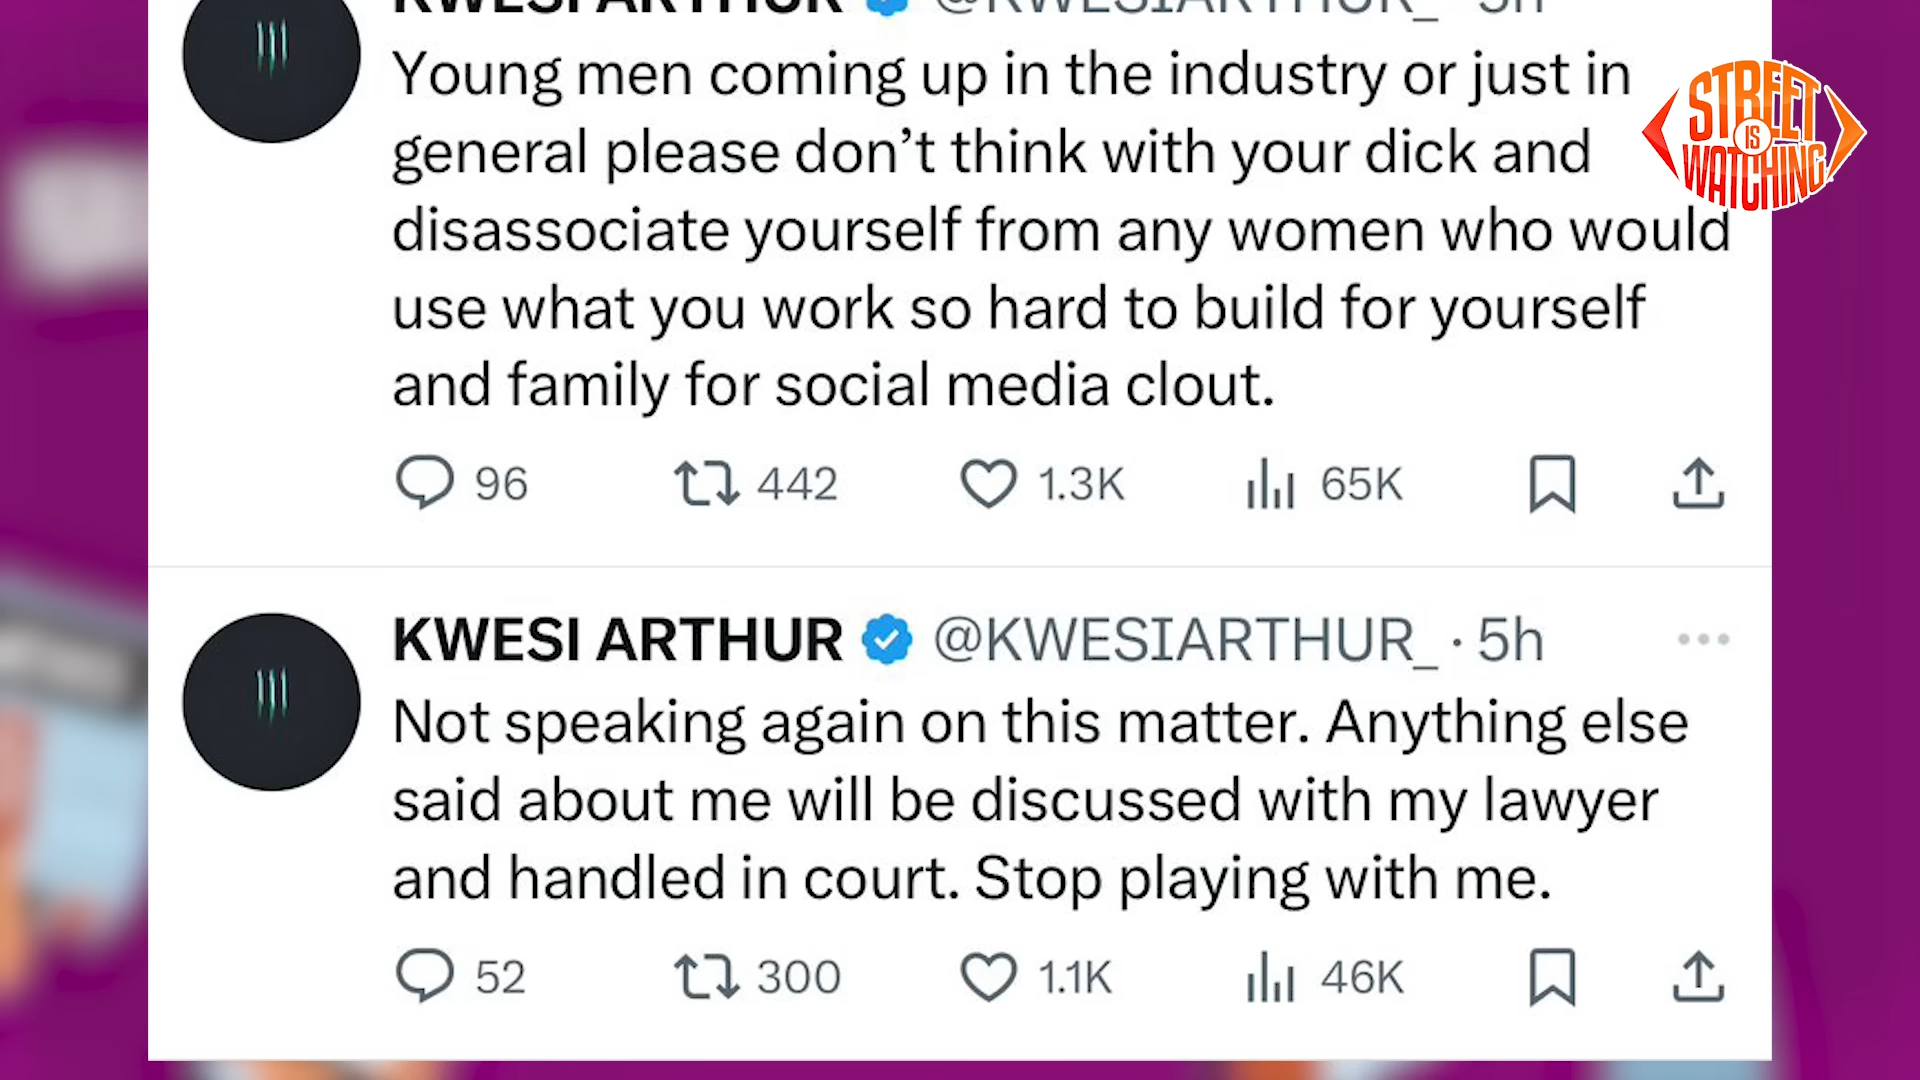 KWESI ARTHUR @KWESIARTHUR_ · 5h
Young men coming up in the industry or just in
general please don’t think with your dick and
disassociate yourself from any women who would
use what you work so hard to build for yourself
and family for social media clout.
96 442 1.3K 65K
STREET
IS
WATCHING
KWESI ARTHUR @KWESIARTHUR_ · 5h
Not speaking again on this matter. Anything else
said about me will be discussed with my lawyer
and handled in court. Stop playing with me.
52 300 1.1K 46K